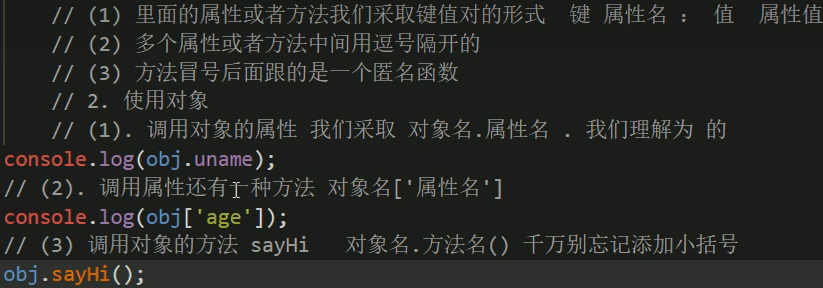 // (1) 里面的属性或者方法我们采取键值对的形式 键 属性名 : 值 属性值
// (2) 多个属性或者方法中间用逗号隔开的
// (3) 方法冒号后面跟的是一个匿名函数
// 2. 使用对象
// (1). 调用对象的属性 我们采取 对象名.属性名 . 我们理解为 的
console.log(obj.uname);
// (2). 调用属性还有一种方法 对象名['属性名']
console.log(obj['age']);
// (3) 调用对象的方法 sayHi 对象名.方法名() 千万别忘记添加小括号
obj.sayHi();